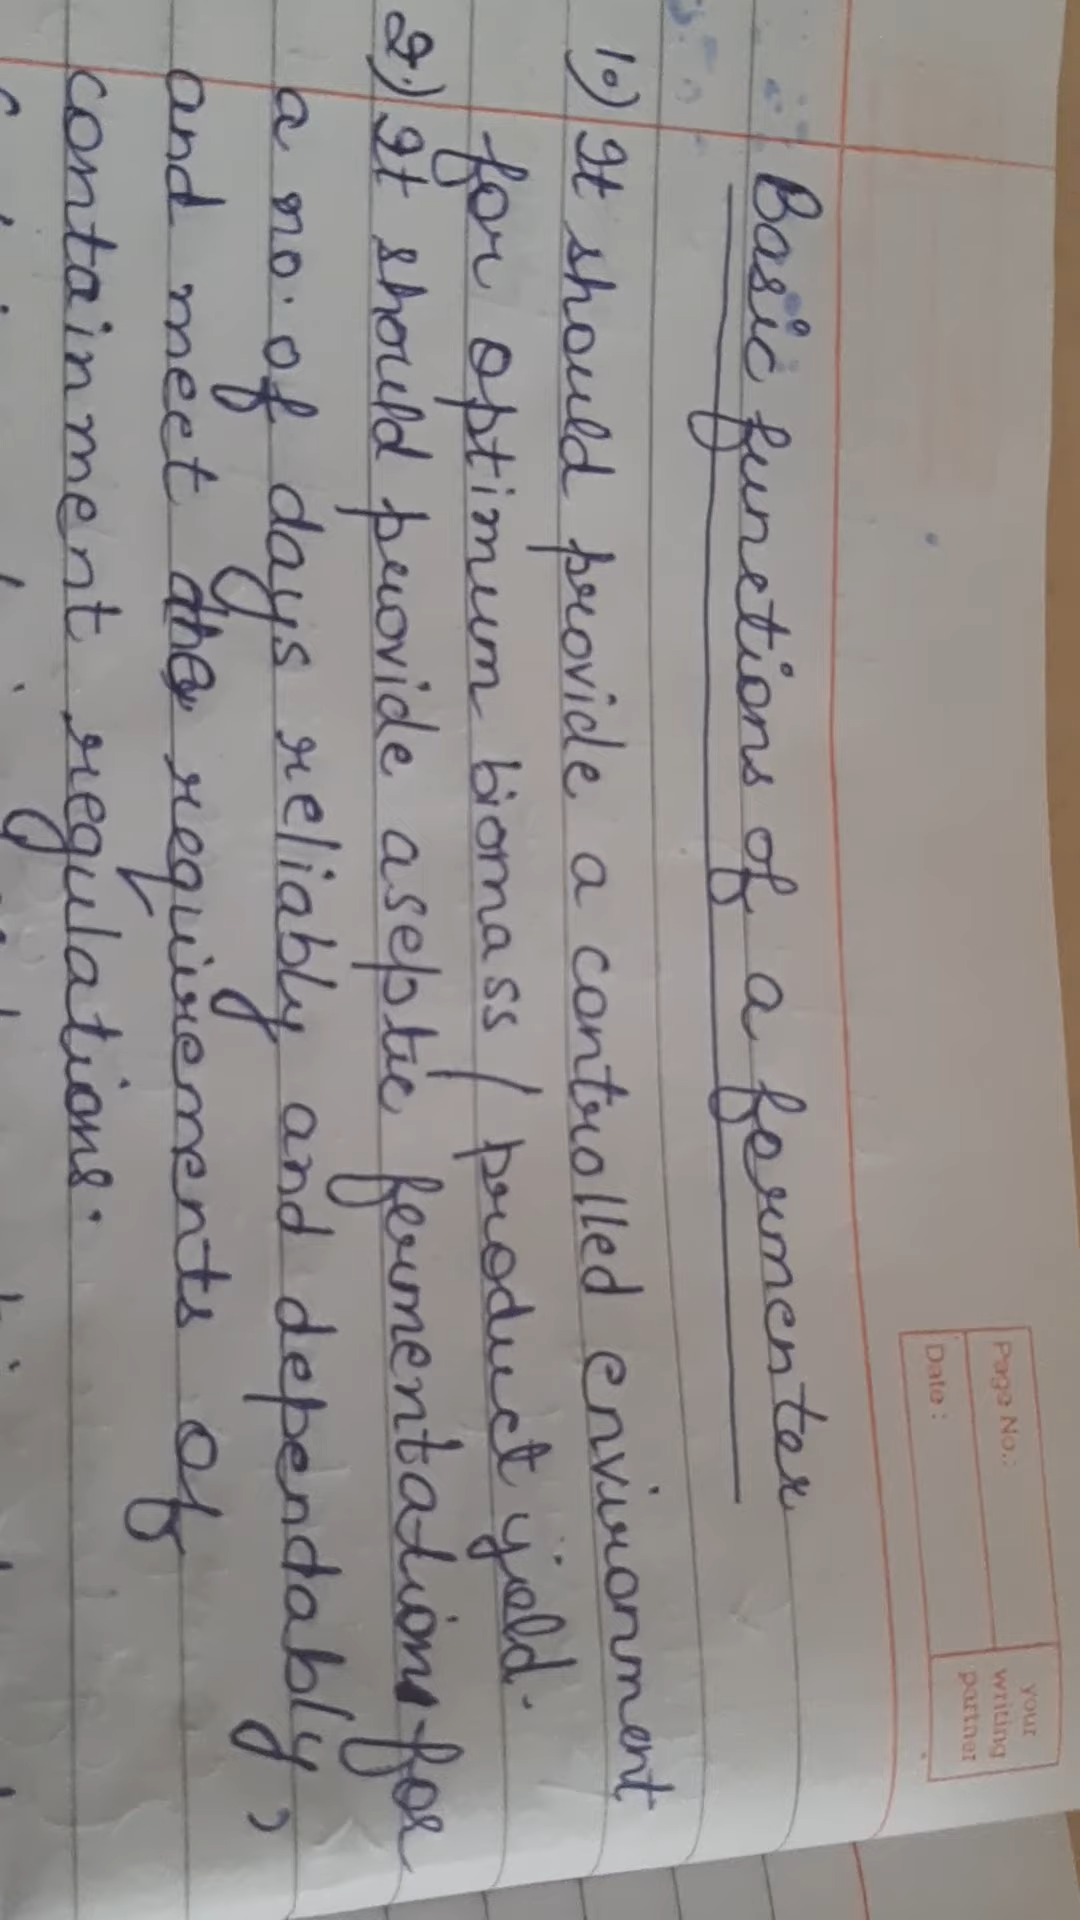 Page No.:
Date:
your
writing
partner
Basic functions of a fermenter
1.) It should provide a controlled environment
for optimum biomass / product yield.
2.) It should provide aseptic fermentation for
a no. of days reliably and dependably,
and meet the requirements of
containment regulations.